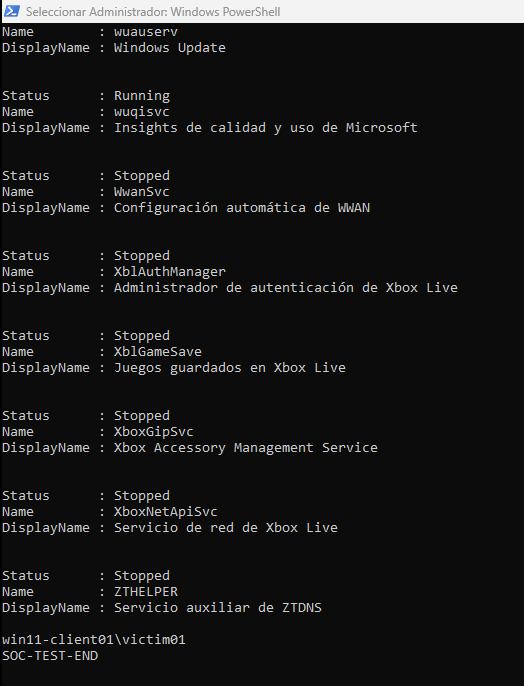 Seleccionar Administrador: Windows PowerShell
Name        : wuauserv
DisplayName : Windows Update
Status      : Running
Name        : wuqisvc
DisplayName : Insights de calidad y uso de Microsoft
Status      : Stopped
Name        : WwanSvc
DisplayName : Configuración automática de WWAN
Status      : Stopped
Name        : XblAuthManager
DisplayName : Administrador de autenticación de Xbox Live
Status      : Stopped
Name        : XblGameSave
DisplayName : Juegos guardados en Xbox Live
Status      : Stopped
Name        : XboxGipSvc
DisplayName : Xbox Accessory Management Service
Status      : Stopped
Name        : XboxNetApiSvc
DisplayName : Servicio de red de Xbox Live
Status      : Stopped
Name        : ZTHELPER
DisplayName : Servicio auxiliar de ZTDNS
win11-client01\victim01
SOC-TEST-END